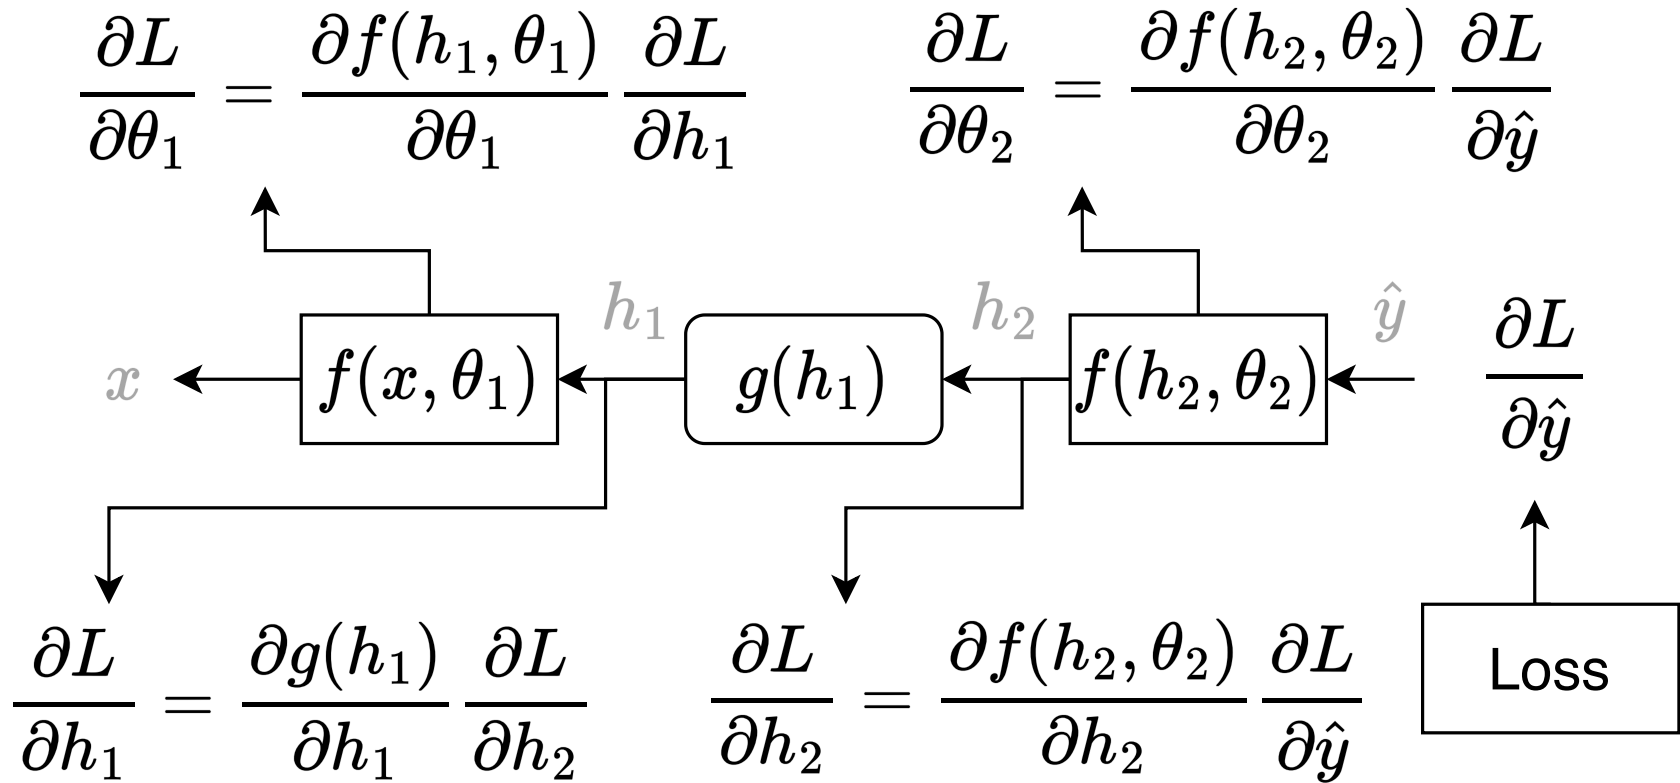 ∂L/∂θ₁ = ∂f(h₁, θ₁)/∂θ₁ ∂L/∂h₁
∂L/∂θ₂ = ∂f(h₂, θ₂)/∂θ₂ ∂L/∂ŷ
h₁
h₂
ŷ
x
f(x, θ₁)
g(h₁)
f(h₂, θ₂)
∂L/∂ŷ
∂L/∂h₁ = ∂g(h₁)/∂h₁ ∂L/∂h₂
∂L/∂h₂ = ∂f(h₂, θ₂)/∂h₂ ∂L/∂ŷ
Loss